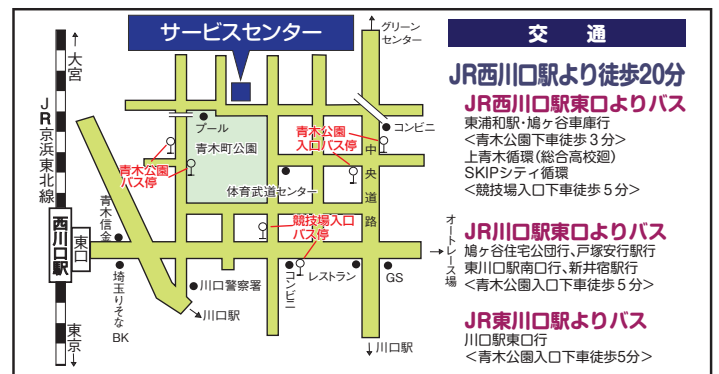 サービスセンター
↑グリーン
センター
↑大宮
JR京浜東北線
プール
青木町公園
青木公園
入口バス停
コンビニ
青木公園
バス停
中央道路
体育武道センター
青木信金
競技場入口
バス停
西川口駅
東口
→オートレース場
埼玉りそな
BK
川口警察署
コンビニ
レストラン
GS
↘川口駅
東京↓
↓川口駅
交 通
JR西川口駅より徒歩20分
JR西川口駅東口よりバス
東浦和駅・鳩ヶ谷車庫行
<青木公園下車徒歩3分>
上青木循環(総合高校廻)
SKIPシティ循環
<競技場入口下車徒歩5分>
JR川口駅東口よりバス
鳩ヶ谷住宅公団行、戸塚安行駅行
東川口駅南口行、新井宿駅行
<青木公園入口下車徒歩5分>
JR東川口駅よりバス
川口駅東口行
<青木公園入口下車徒歩5分>